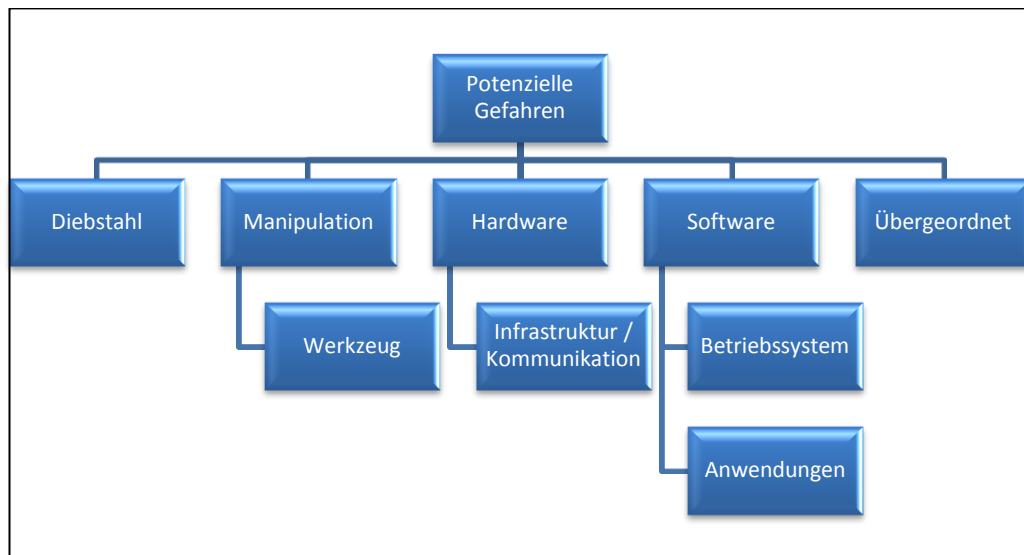 Potenzielle
Gefahren
Diebstahl
Manipulation
Hardware
Software
Übergeordnet
Werkzeug
Infrastruktur /
Kommunikation
Betriebssystem
Anwendungen